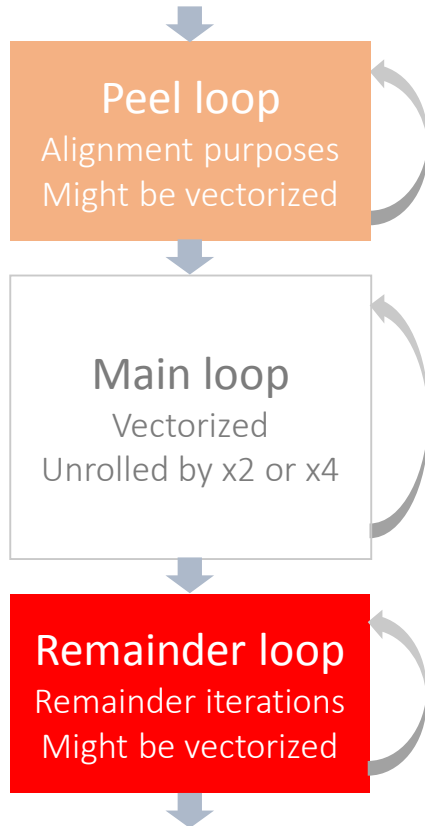 Peel loop
Alignment purposes
Might be vectorized
Main loop
Vectorized
Unrolled by x2 or x4
Remainder loop
Remainder iterations
Might be vectorized